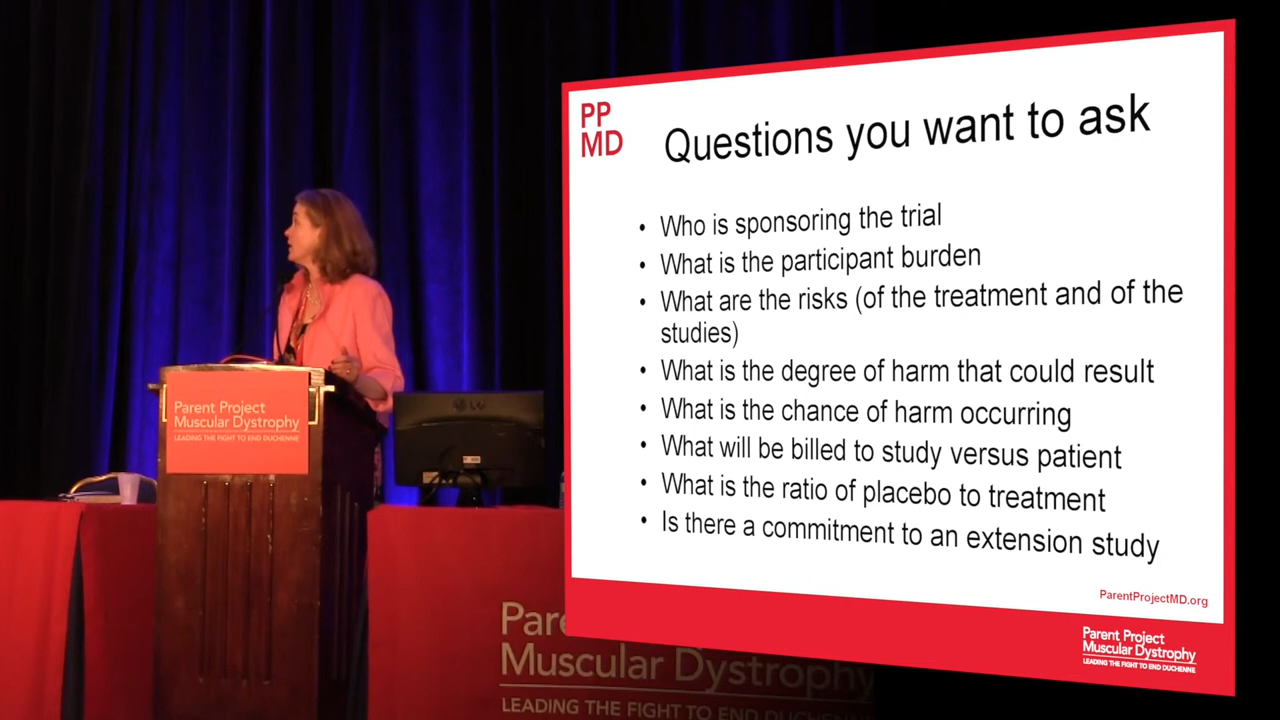 PP
MD
Questions you want to ask
• Who is sponsoring the trial
• What is the participant burden
• What are the risks (of the treatment and of the
studies)
• What is the degree of harm that could result
• What is the chance of harm occurring
• What will be billed to study versus patient
• What is the ratio of placebo to treatment
• Is there a commitment to an extension study
ParentProjectMD.org
Parent Project
Muscular Dystrophy
LEADING THE FIGHT TO END DUCHENNE
Parent Project
Muscular Dystrophy
LEADING THE FIGHT TO END DUCHENNE
LG
Pare
Muscular Dystrophy
LEADING THE FIGHT TO END DUCHENNE